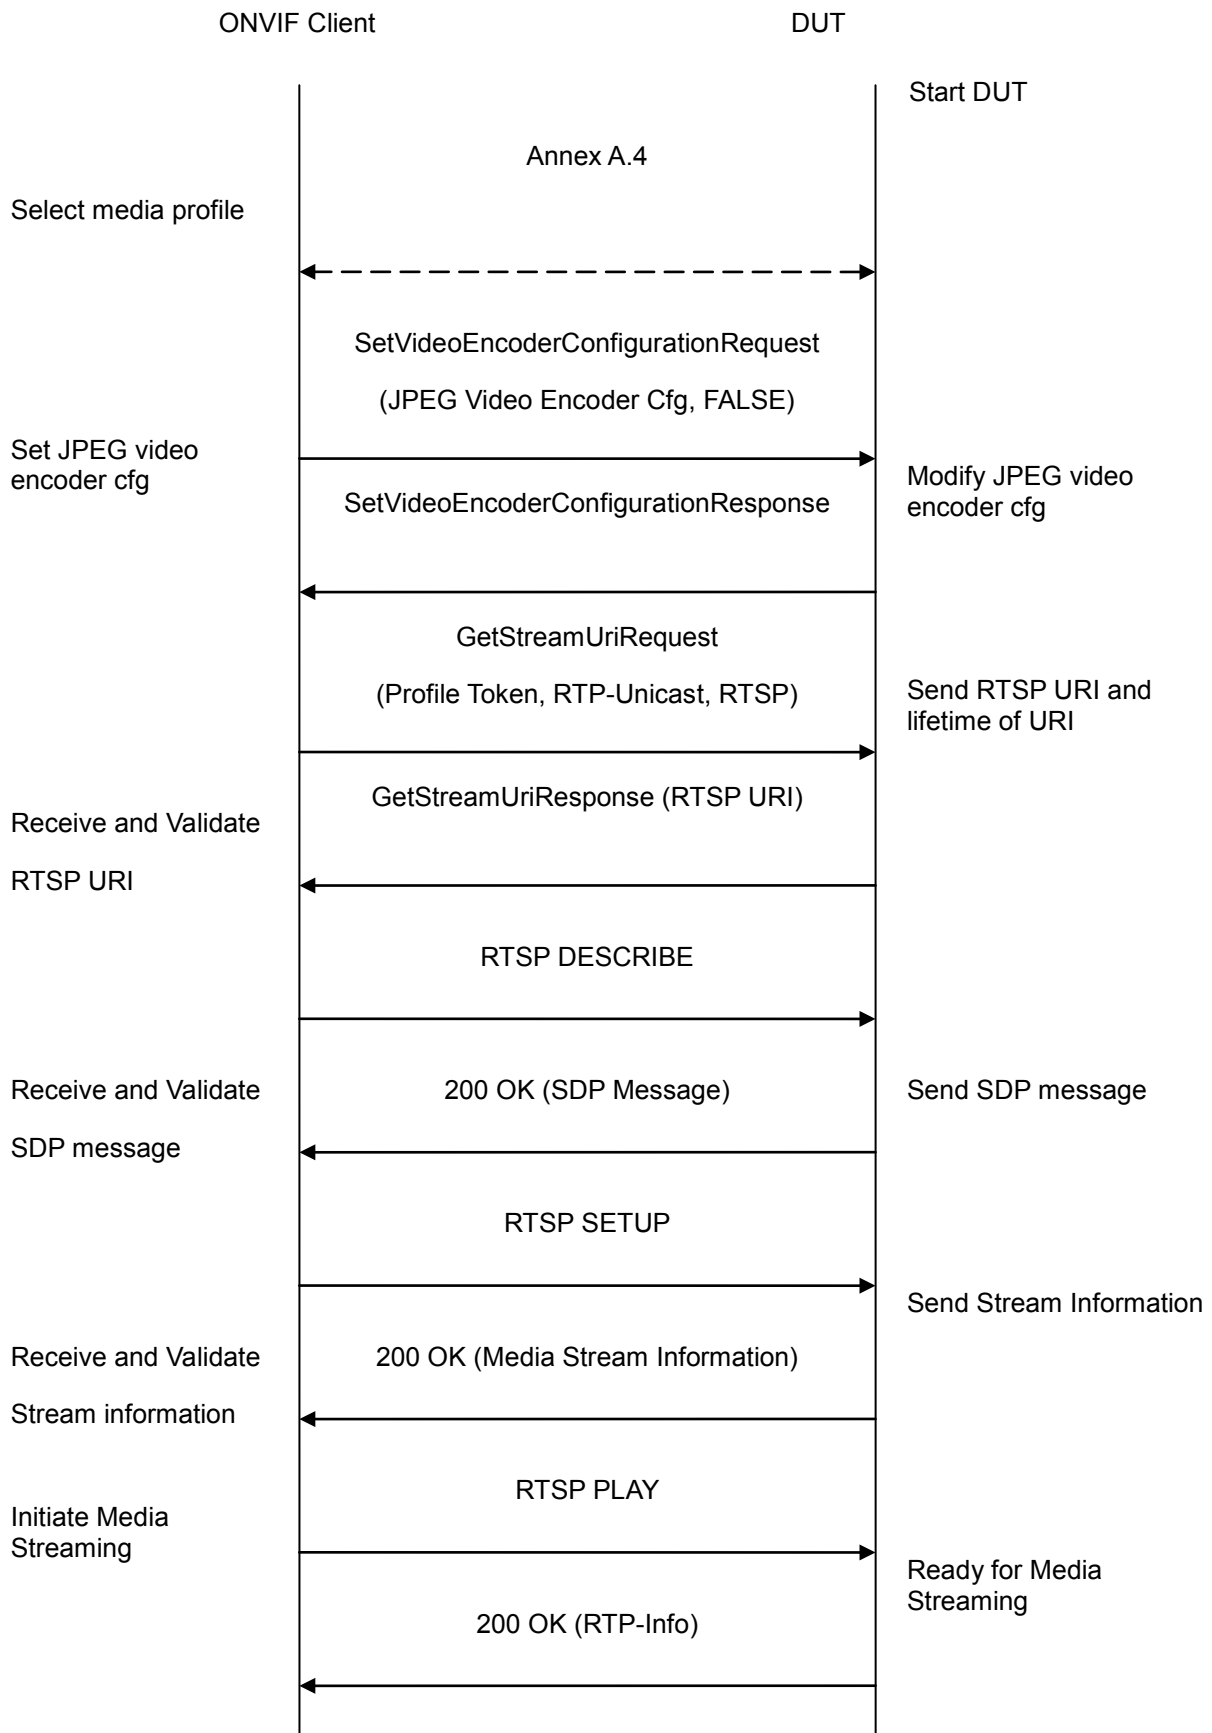 ONVIF Client
DUT
Start DUT
Annex A.4
Select media profile
SetVideoEncoderConfigurationRequest
(JPEG Video Encoder Cfg, FALSE)
Set JPEG video
encoder cfg
Modify JPEG video
encoder cfg
SetVideoEncoderConfigurationResponse
GetStreamUriRequest
(Profile Token, RTP-Unicast, RTSP)
Send RTSP URI and
lifetime of URI
GetStreamUriResponse (RTSP URI)
Receive and Validate
RTSP URI
RTSP DESCRIBE
Receive and Validate
SDP message
200 OK (SDP Message)
Send SDP message
RTSP SETUP
Send Stream Information
Receive and Validate
Stream information
200 OK (Media Stream Information)
RTSP PLAY
Initiate Media
Streaming
Ready for Media
Streaming
200 OK (RTP-Info)